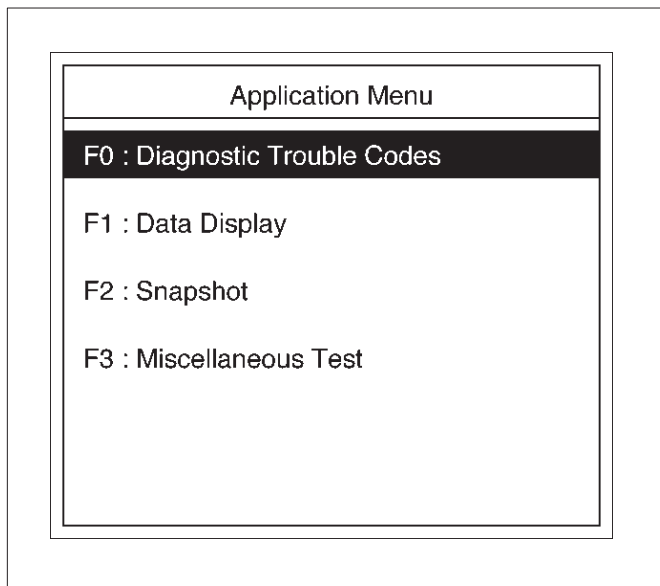 Application Menu
F0 : Diagnostic Trouble Codes
F1 : Data Display
F2 : Snapshot
F3 : Miscellaneous Test